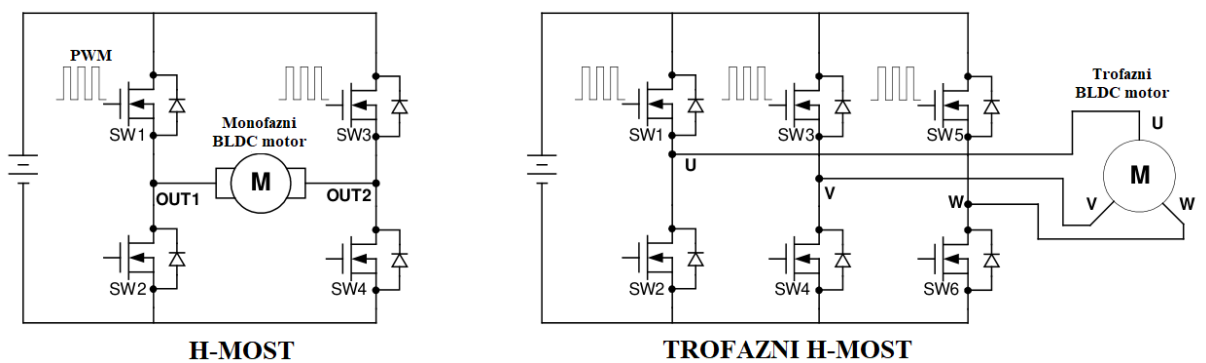 PWM
SW1
Monofazni
BLDC motor
SW3
M
OUT1
OUT2
SW2
SW4
H-MOST
SW1
SW3
SW5
Trofazni
BLDC motor
U
U
M
V
V
W
W
SW2
SW4
SW6
TROFAZNI H-MOST